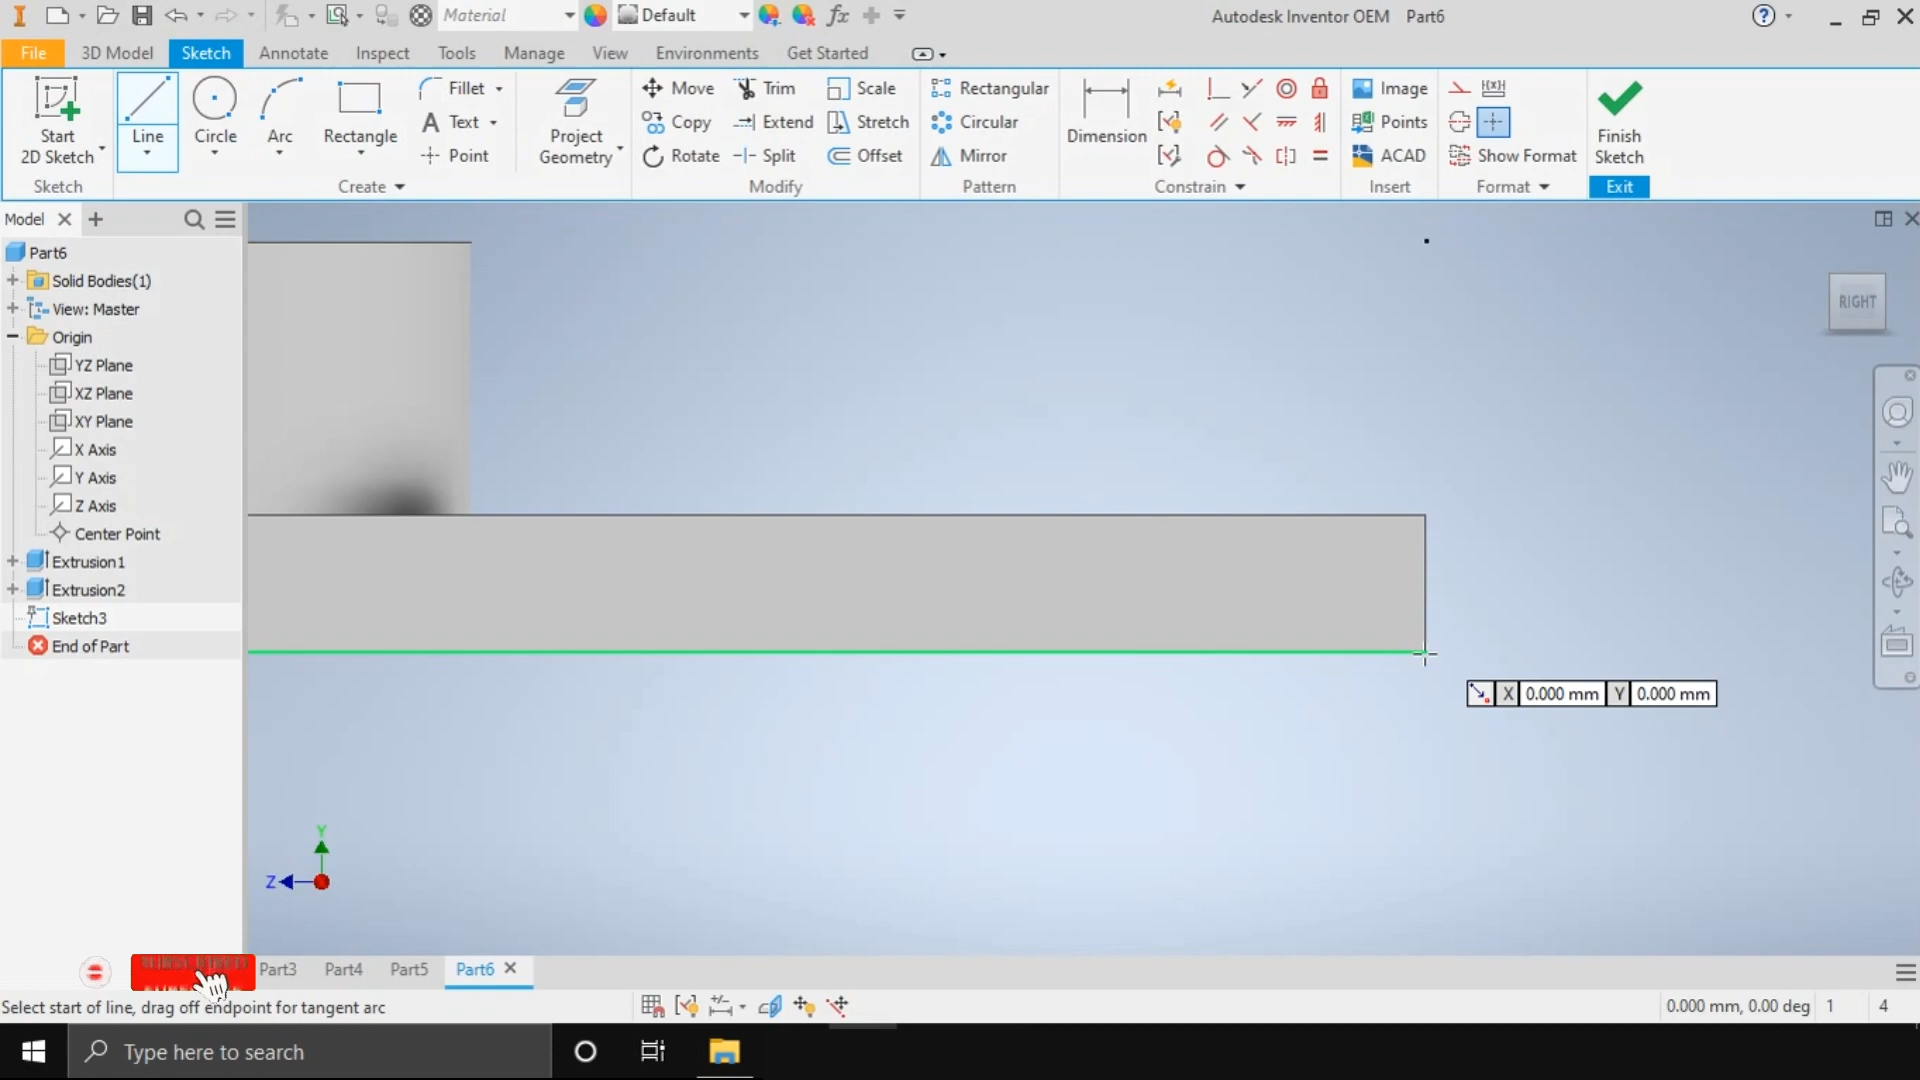 Material
Default
fx
Autodesk Inventor OEM Part6
File 3D Model Sketch Annotate Inspect Tools Manage View Environments Get Started
Start
2D Sketch
Line
Circle
Arc
Rectangle
Fillet
Text
Point
Project
Geometry
Move
Copy
Rotate
Trim
Extend
Split
Scale
Stretch
Offset
Rectangular
Circular
Mirror
Dimension
Image
Points
ACAD
Show Format
Finish
Sketch
Sketch Create Modify Pattern Constrain Insert Format Exit
Model
Part6
Solid Bodies(1)
View: Master
Origin
YZ Plane
XZ Plane
XY Plane
X Axis
Y Axis
Z Axis
Center Point
Extrusion1
Extrusion2
Sketch3
End of Part
RIGHT
X 0.000 mm Y 0.000 mm
Y
Z
Part3 Part4 Part5 Part6
Select start of line, drag off endpoint for tangent arc
0.000 mm, 0.00 deg 1 4
Type here to search